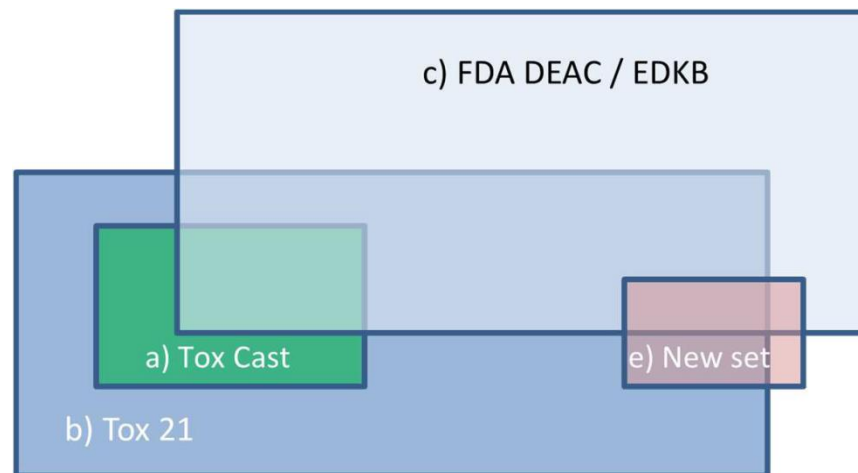 c) FDA DEAC / EDKB
a) Tox Cast
e) New set
b) Tox 21